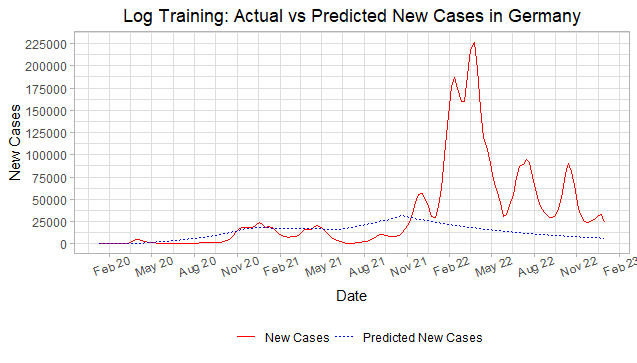 Log Training: Actual vs Predicted New Cases in Germany
225000
200000
175000
150000
125000
100000
75000
50000
25000
0
New Cases
Feb 20 May 20 Aug 20 Nov 20 Feb 21 May 21 Aug 21 Nov 21 Feb 22 May 22 Aug 22 Nov 22 Feb 23
Date
New Cases Predicted New Cases